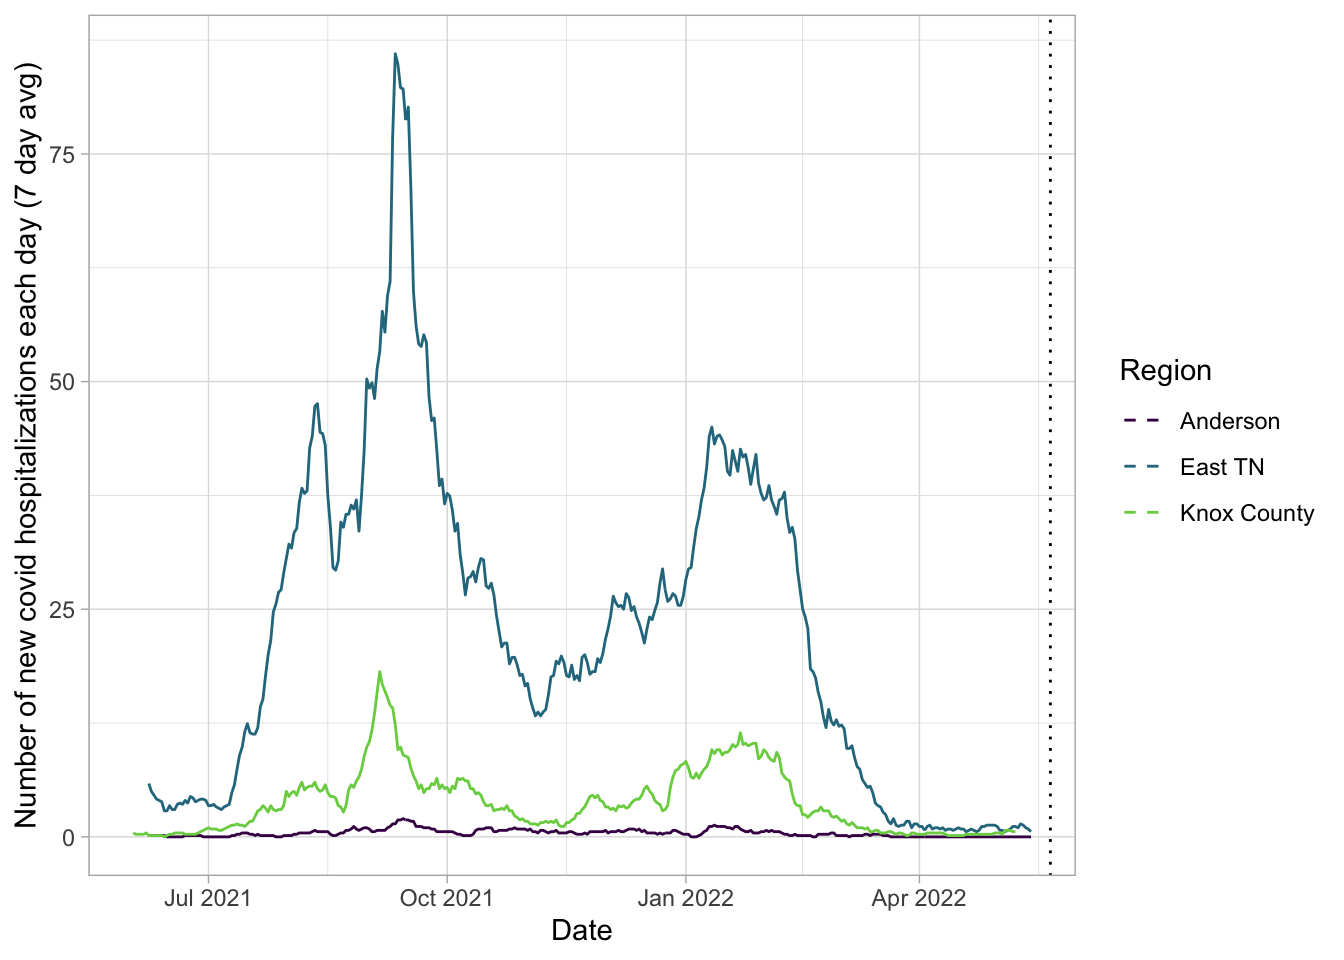 Number of new covid hospitalizations each day (7 day avg)
75
50
25
0
Jul 2021
Oct 2021
Jan 2022
Apr 2022
Date
Region
Anderson
East TN
Knox County